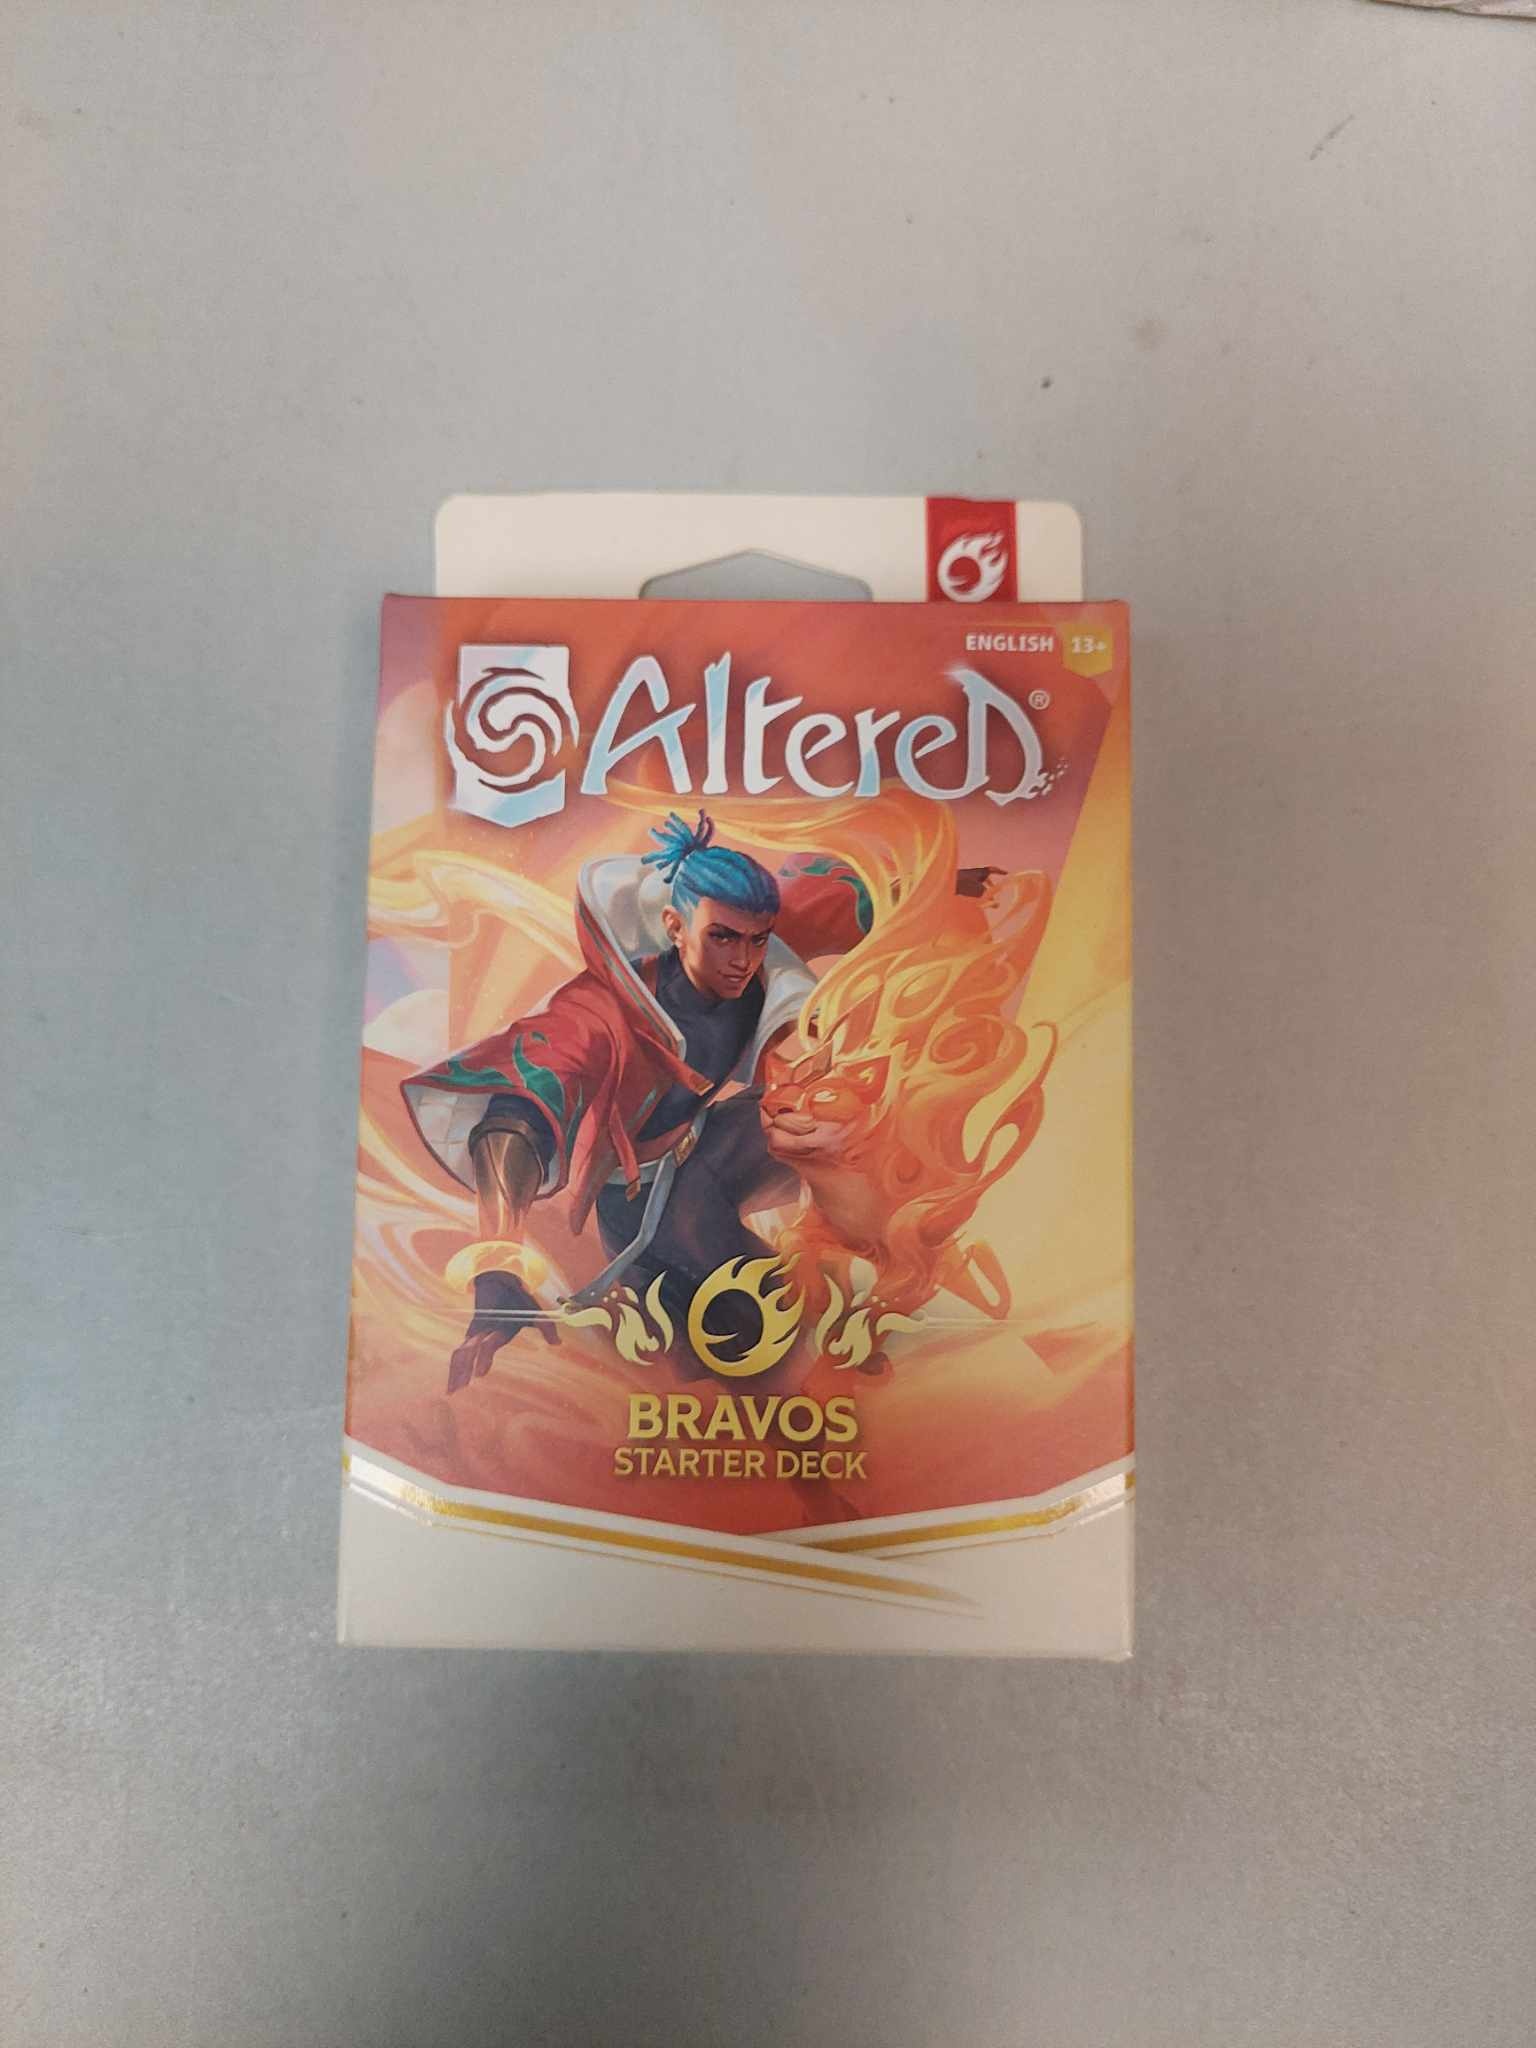 ENGLISH 13+
Altered®
BRAVOS
STARTER DECK